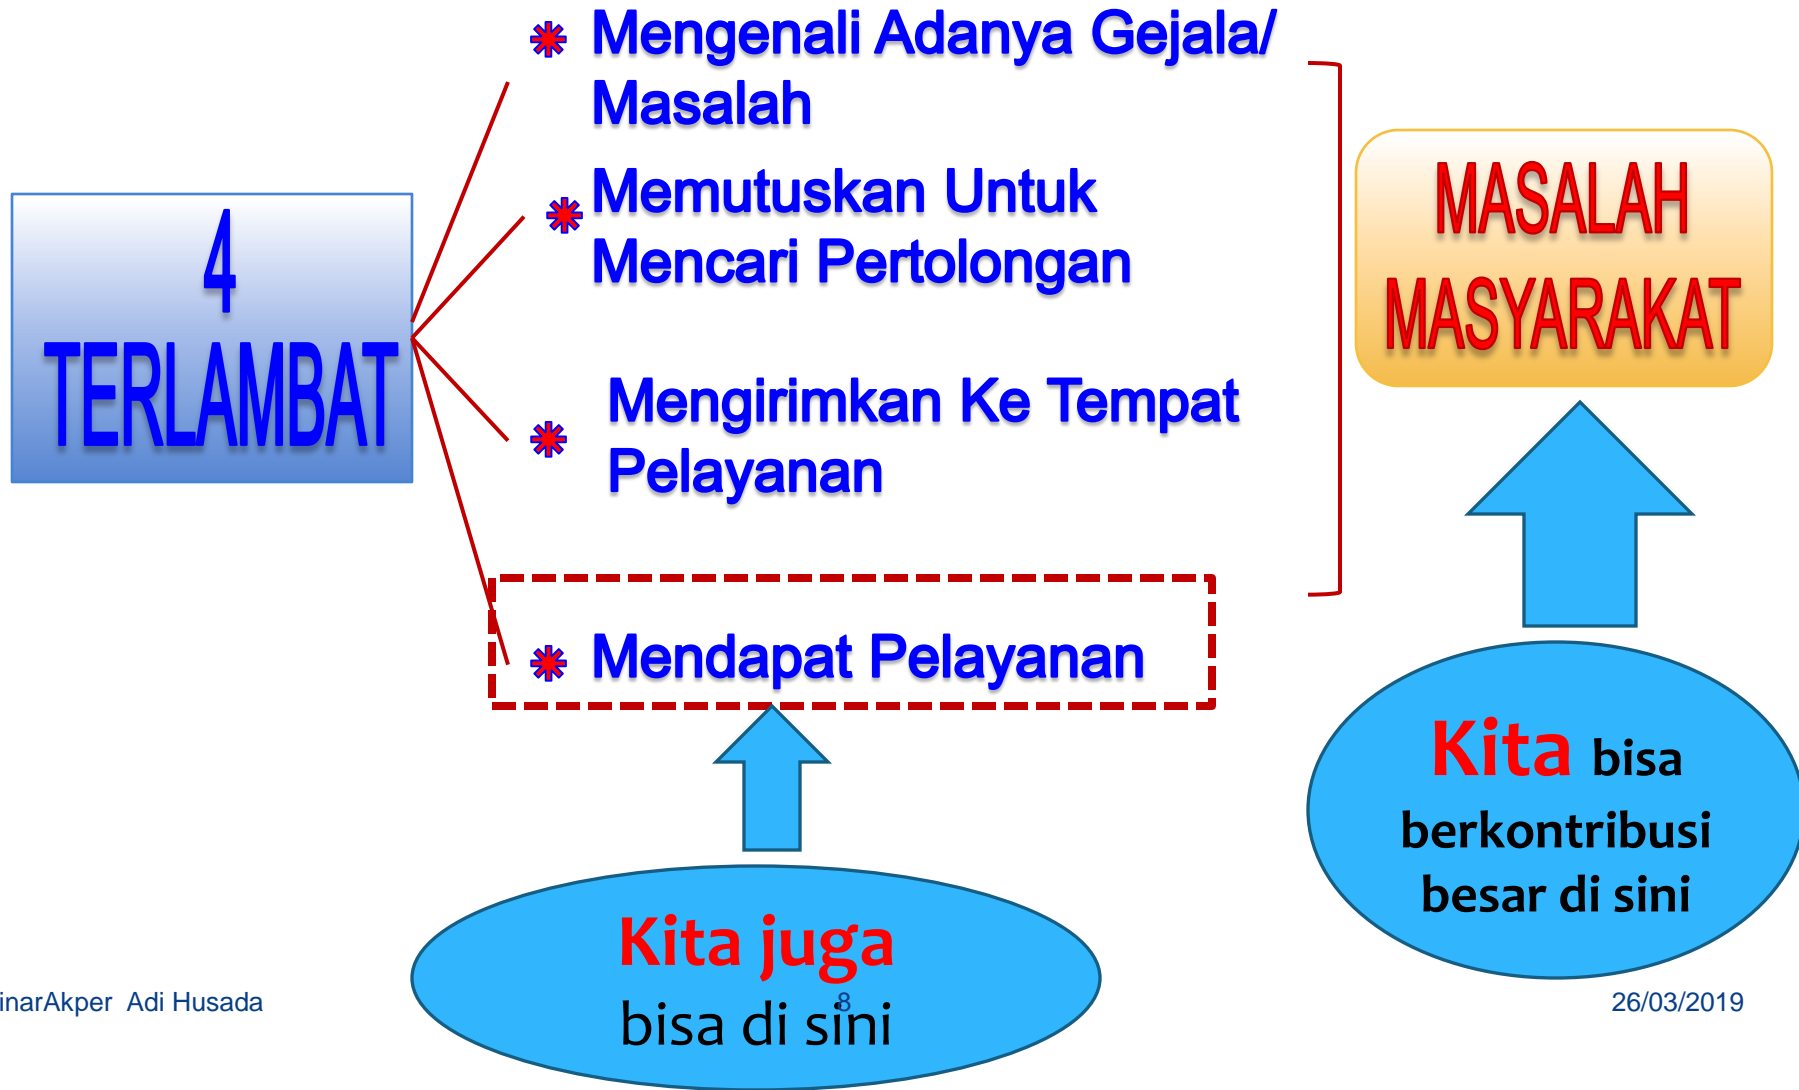 4
TERLAMBAT
Mengenali Adanya Gejala/
Masalah
Memutuskan Untuk
Mencari Pertolongan
Mengirimkan Ke Tempat
Pelayanan
Mendapat Pelayanan
MASALAH
MASYARAKAT
Kita bisa
berkontribusi
besar di sini
Kita juga
bisa di sini
inarAkper Adi Husada
8
26/03/2019